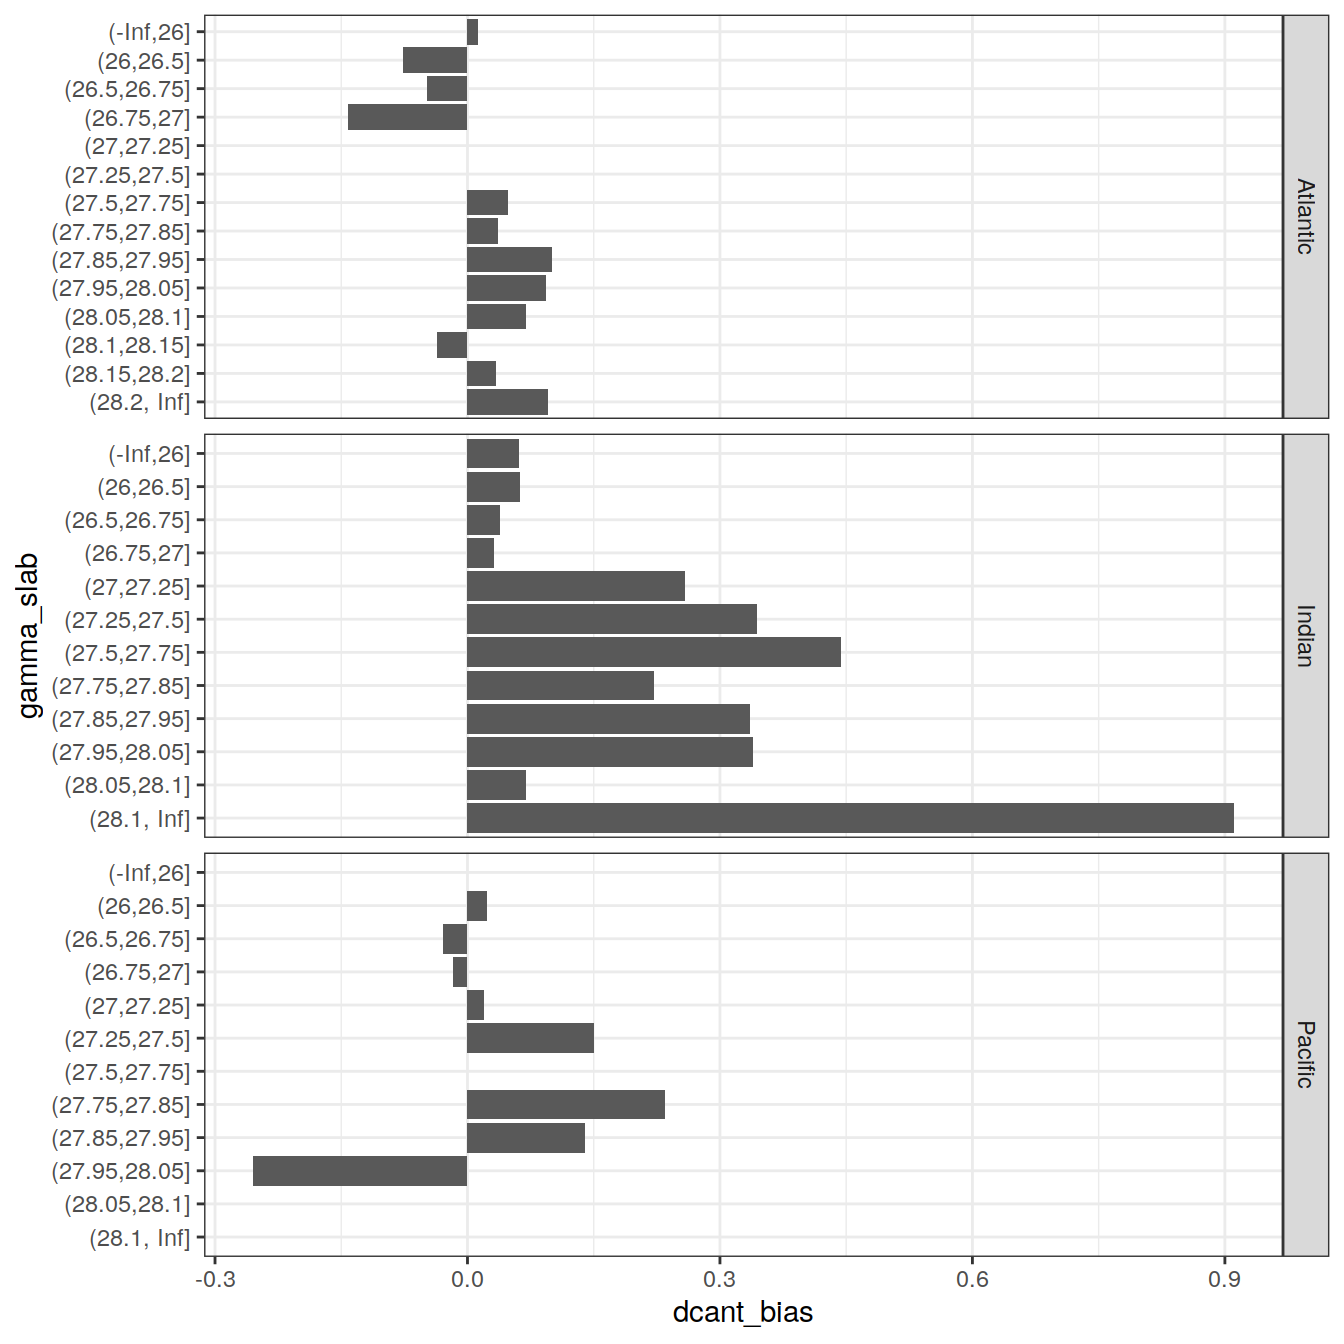 (-Inf,26]
(26,26.5]
(26.5,26.75]
(26.75,27]
(27,27.25]
(27.25,27.5]
(27.5,27.75]
(27.75,27.85]
(27.85,27.95]
(27.95,28.05]
(28.05,28.1]
(28.1,28.15]
(28.15,28.2]
(28.2, Inf]
Atlantic
(-Inf,26]
(26,26.5]
(26.5,26.75]
(26.75,27]
(27,27.25]
(27.25,27.5]
(27.5,27.75]
(27.75,27.85]
(27.85,27.95]
(27.95,28.05]
(28.05,28.1]
(28.1, Inf]
Indian
gamma_slab
(-Inf,26]
(26,26.5]
(26.5,26.75]
(26.75,27]
(27,27.25]
(27.25,27.5]
(27.5,27.75]
(27.75,27.85]
(27.85,27.95]
(27.95,28.05]
(28.05,28.1]
(28.1, Inf]
Pacific
-0.3 0.0 0.3 0.6 0.9
dcant_bias